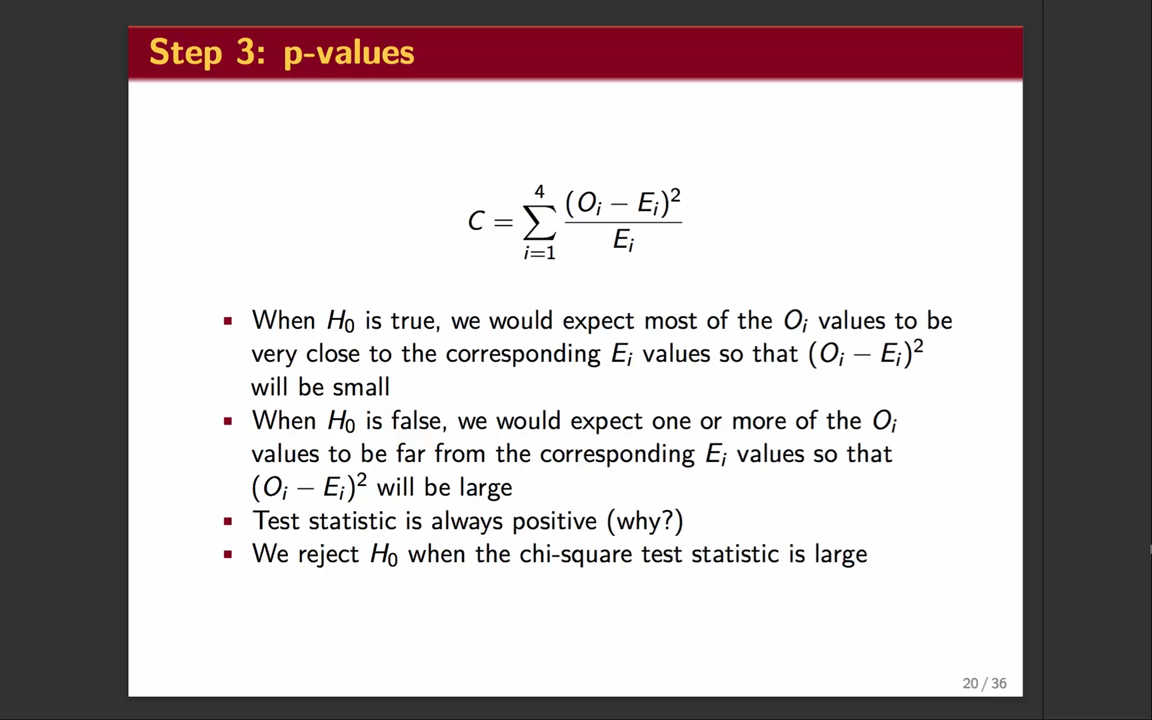 Step 3: p-values
C = \sum_{i=1}^{4} \frac{(O_i − E_i)^2}{E_i}
▪ When H_0 is true, we would expect most of the O_i values to be
very close to the corresponding E_i values so that (O_i − E_i)^2
will be small
▪ When H_0 is false, we would expect one or more of the O_i
values to be far from the corresponding E_i values so that
(O_i − E_i)^2 will be large
▪ Test statistic is always positive (why?)
▪ We reject H_0 when the chi-square test statistic is large
20 / 36